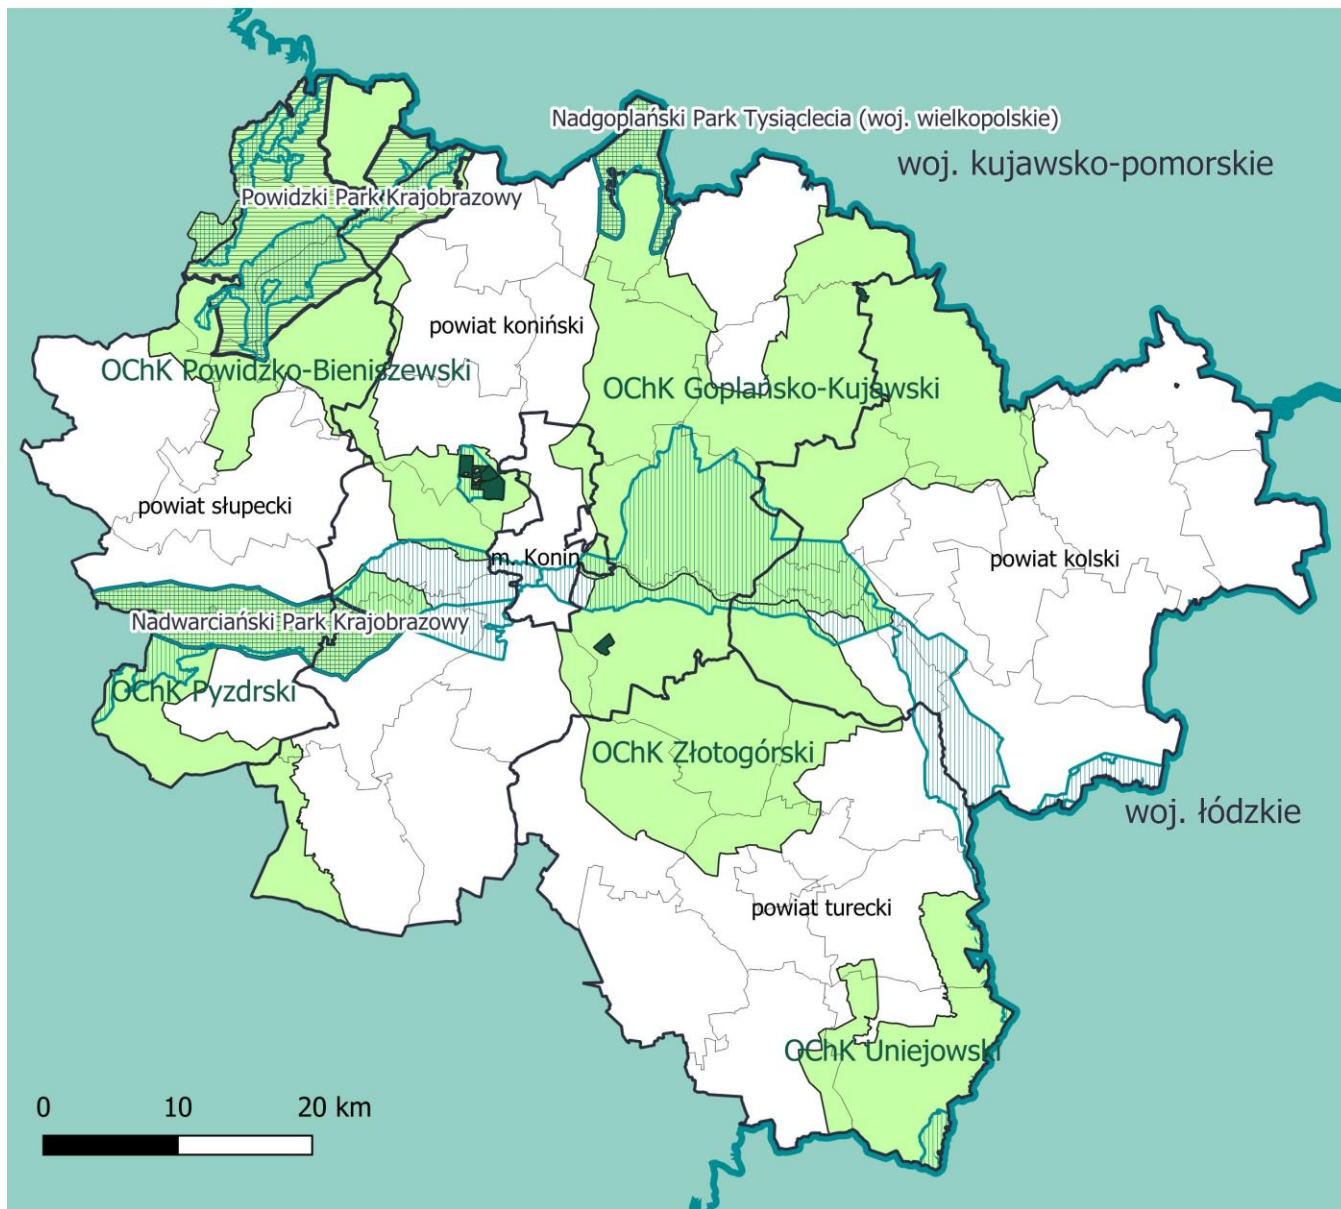 Nadgoplański Park Tysiąclecia (woj. wielkopolskie)
woj. kujawsko-pomorskie
Powidzki Park Krajobrazowy
powiat koniński
OChK Powidzko-Bieniszewski
OChK Goplańsko-Kujawski
powiat słupecki
m. Konin
powiat kolski
Nadwarciański Park Krajobrazowy
OChK Pyzdrski
OChK Złotogórski
woj. łódzkie
powiat turecki
OChK Uniejowski
0 10 20 km